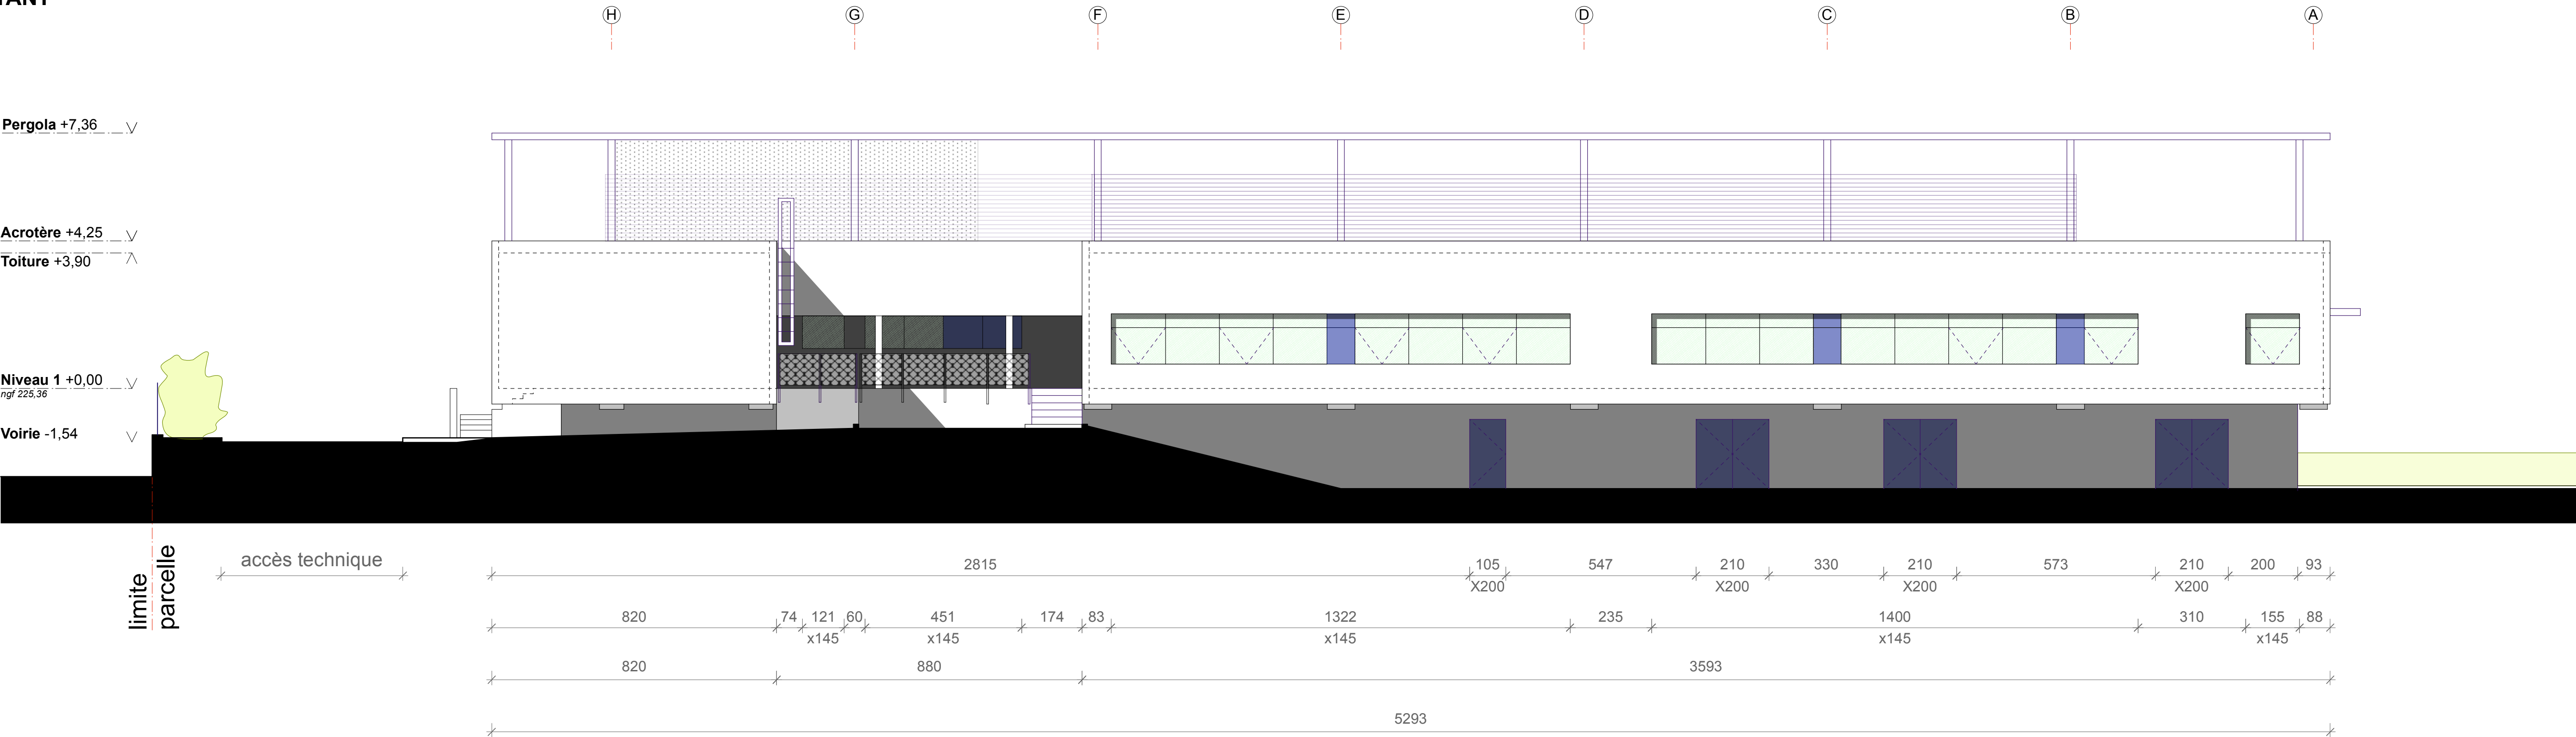 H G F E D C B A
Pergola +7,36
Acrotère +4,25
Toiture +3,90
Niveau 1 +0,00
ngf 225,36
Voirie -1,54
limite
parcelle
accès technique
2815 105 547 210 330 210 573 210 200 93
X200 X200 X200 X200
820 74 121 60 451 174 83 1322 235 1400 310 155 88
x145 x145 x145 x145 x145
820 880 3593
5293